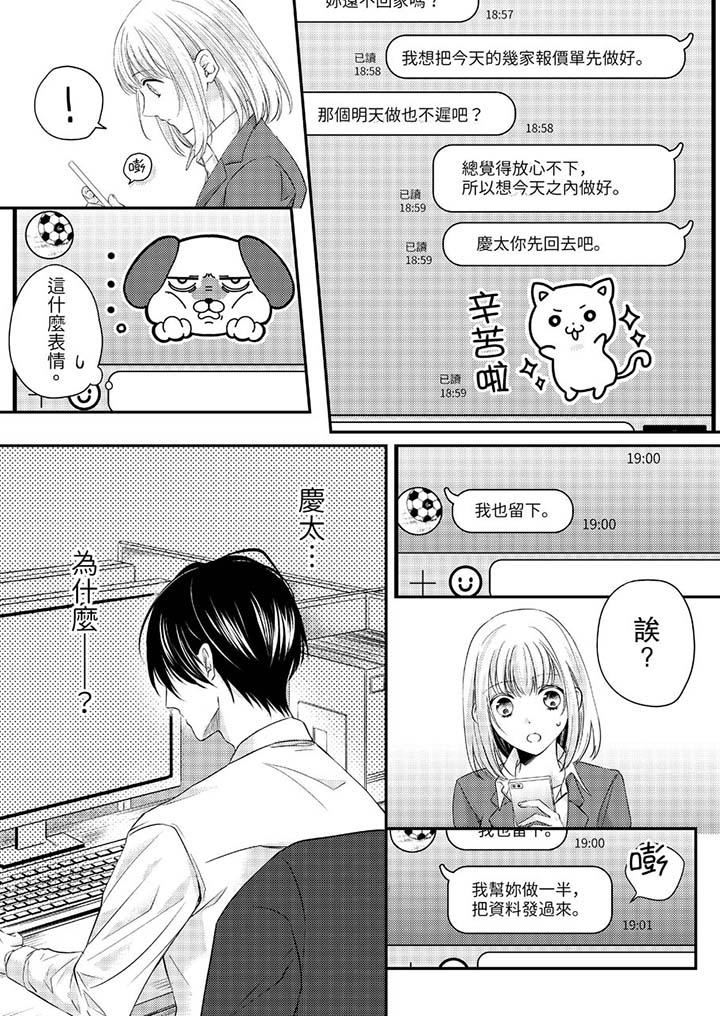 妳還不回家嗎？
18:57
我想把今天的幾家報價單先做好。
已讀
18:58
那個明天做也不遲吧？
18:58
總覺得放心不下，
所以想今天之內做好。
已讀
18:59
慶太你先回去吧。
已讀
18:59
辛苦啦
已讀
18:59
！
嘭
這什麼表情。
19:00
我也留下。
19:00
誒？
慶太…
為什麼——？
我也留下。
19:00
嘭
我幫妳做一半，
把資料發過來。
19:01